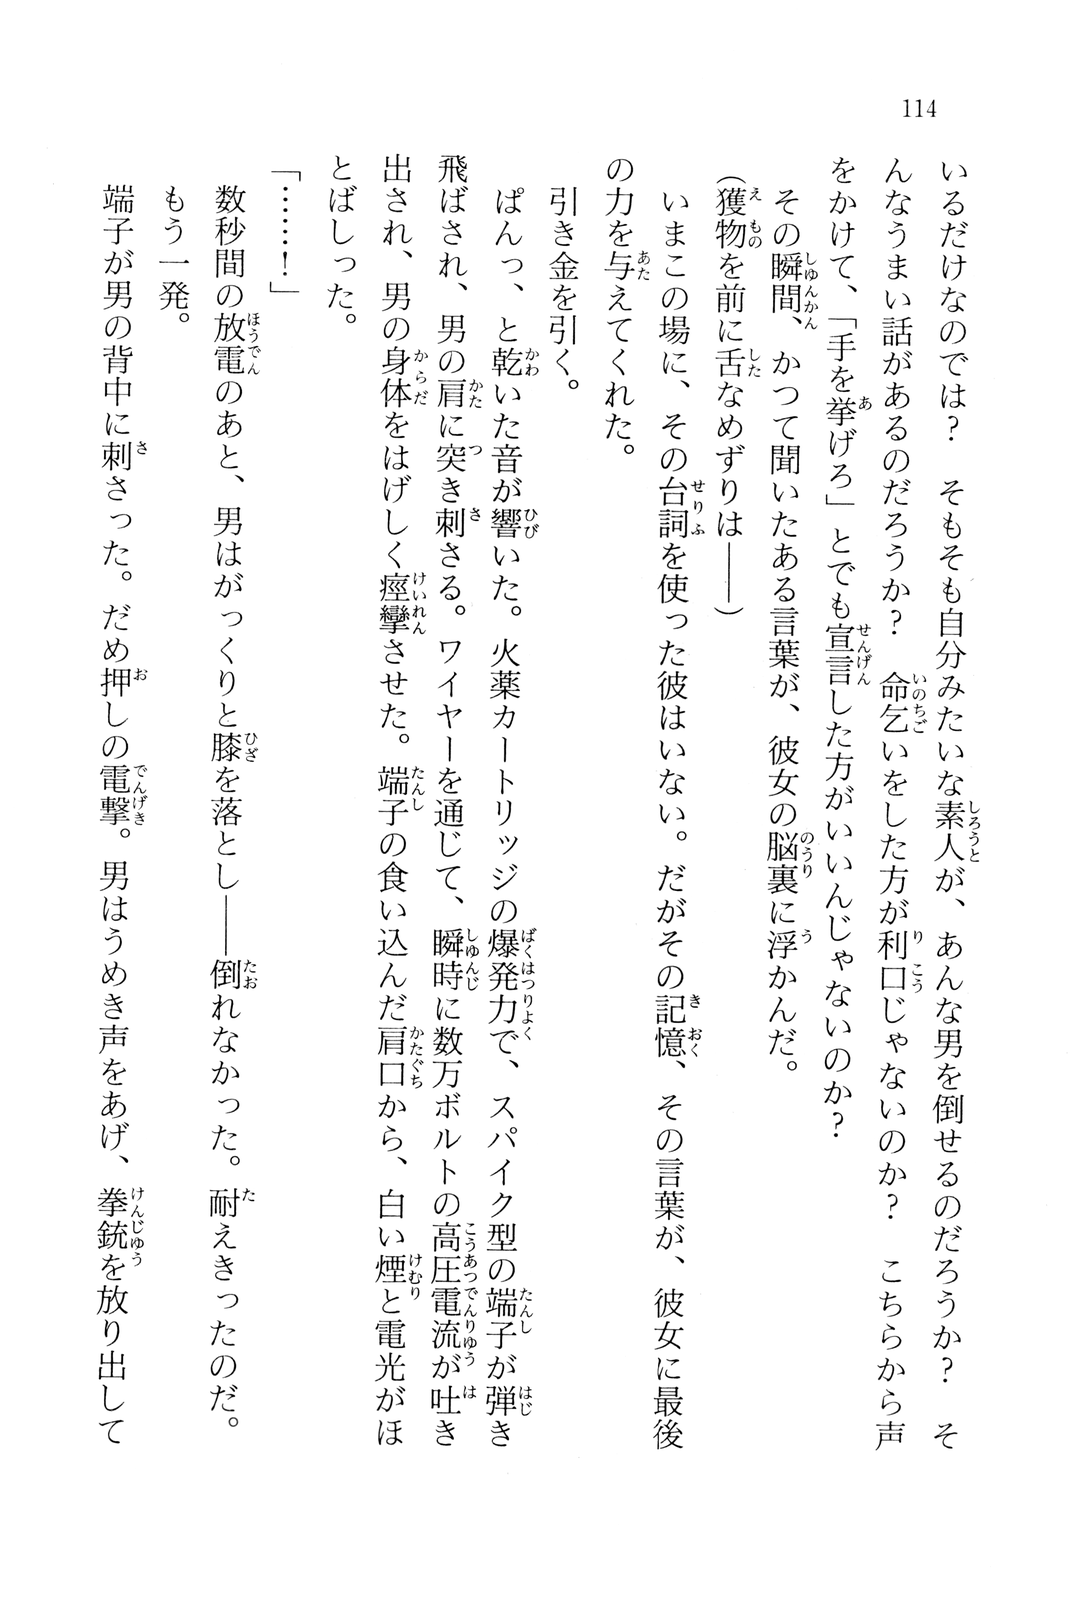 114
いるだけなのでは？　そもそも自分みたいな素人が、あんな男を倒せるのだろうか？　そ
んなうまい話があるのだろうか？　命乞いをした方が利口じゃないのか？　こちらから声
をかけて、「手を挙げろ」とでも宣言した方がいいんじゃないのか？
　その瞬間、かつて聞いたある言葉が、彼女の脳裏に浮かんだ。
（獲物を前に舌なめずりは――）
　いまこの場に、その台詞を使った彼はいない。だがその記憶、その言葉が、彼女に最後
の力を与えてくれた。
　引き金を引く。
　ぱんっ、と乾いた音が響いた。火薬カートリッジの爆発力で、スパイク型の端子が弾き
飛ばされ、男の肩に突き刺さる。ワイヤーを通じて、瞬時に数万ボルトの高圧電流が吐き
出され、男の身体をはげしく痙攣させた。端子の食い込んだ肩口から、白い煙と電光がほ
とばしった。
「……！」
　数秒間の放電のあと、男はがっくりと膝を落とし――倒れなかった。耐えきったのだ。
　もう一発。
　端子が男の背中に刺さった。だめ押しの電撃。男はうめき声をあげ、拳銃を放り出して